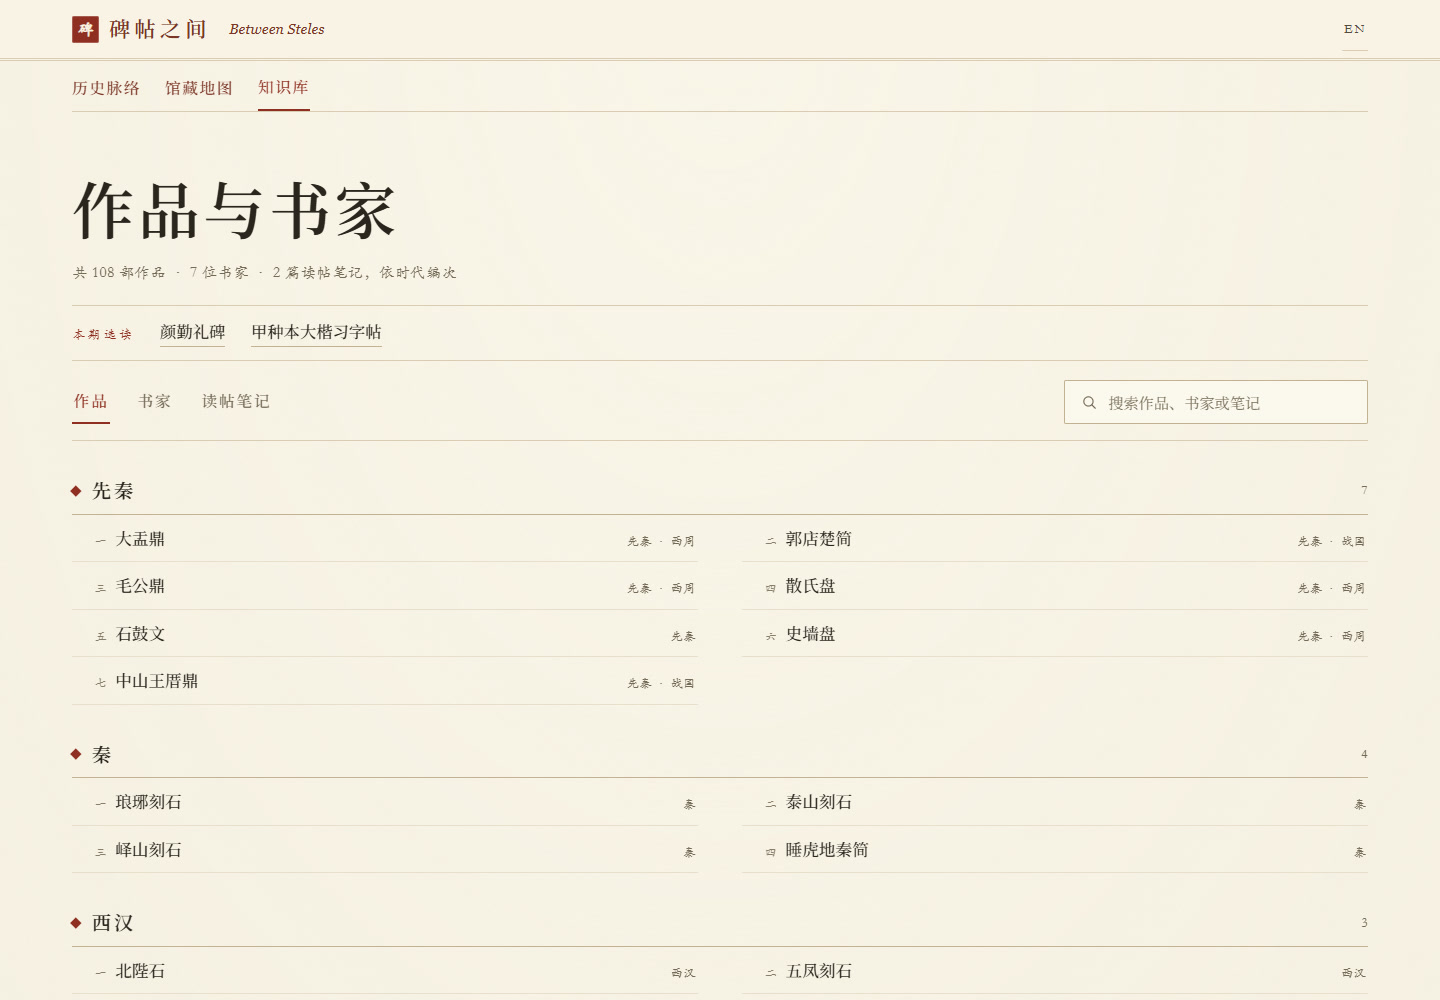 碑 碑帖之间 Between Steles EN
历史脉络 馆藏地图 知识库
作品与书家
共 108 部作品 · 7 位书家 · 2 篇读帖笔记，依时代编次
本期选读 颜勤礼碑 甲种本大楷习字帖
作品 书家 读帖笔记 搜索作品、书家或笔记
先秦 7
一 大盂鼎 先秦 · 西周 二 郭店楚简 先秦 · 战国
三 毛公鼎 先秦 · 西周 四 散氏盘 先秦 · 西周
五 石鼓文 先秦 六 史墙盘 先秦 · 西周
七 中山王厝鼎 先秦 · 战国
秦 4
一 琅琊刻石 秦 二 泰山刻石 秦
三 峄山刻石 秦 四 睡虎地秦简 秦
西汉 3
一 北陛石 西汉 二 五凤刻石 西汉